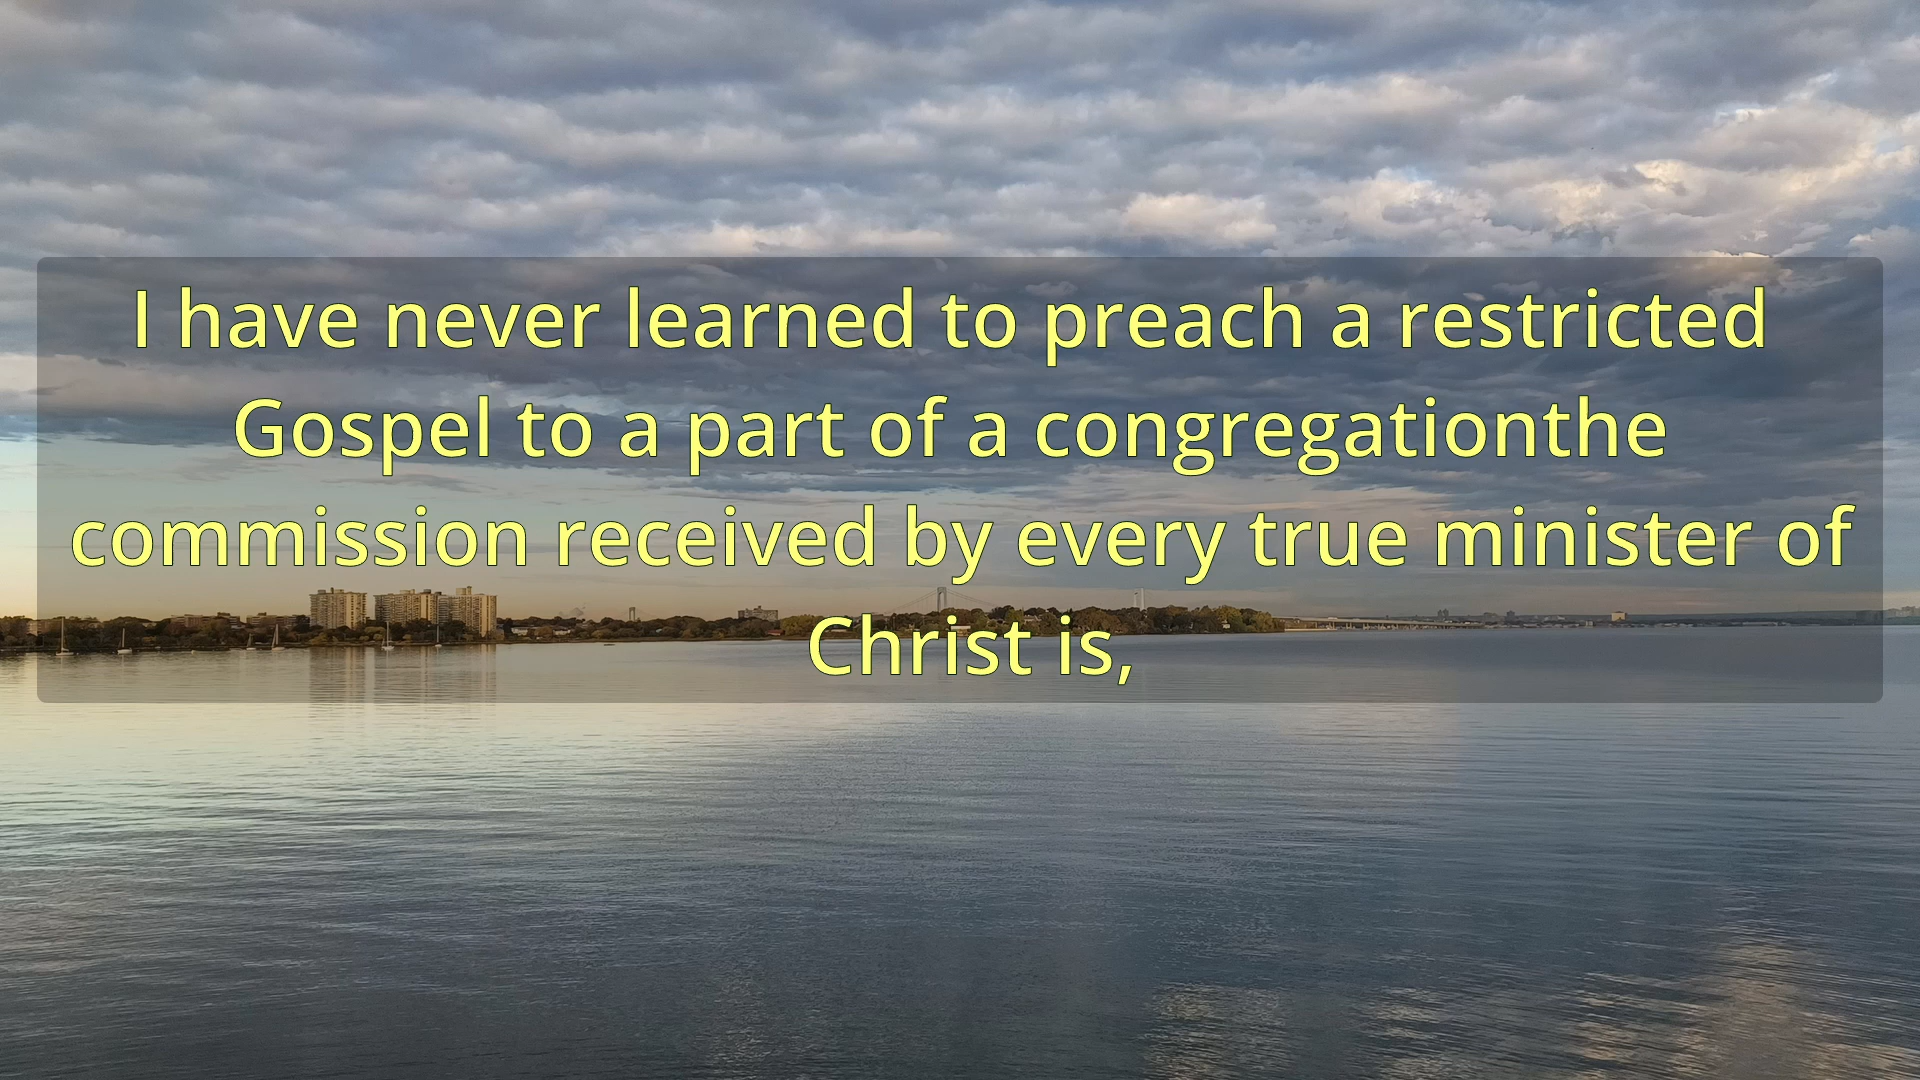 I have never learned to preach a restricted
Gospel to a part of a congregationthe
commission received by every true minister of
Christ is,